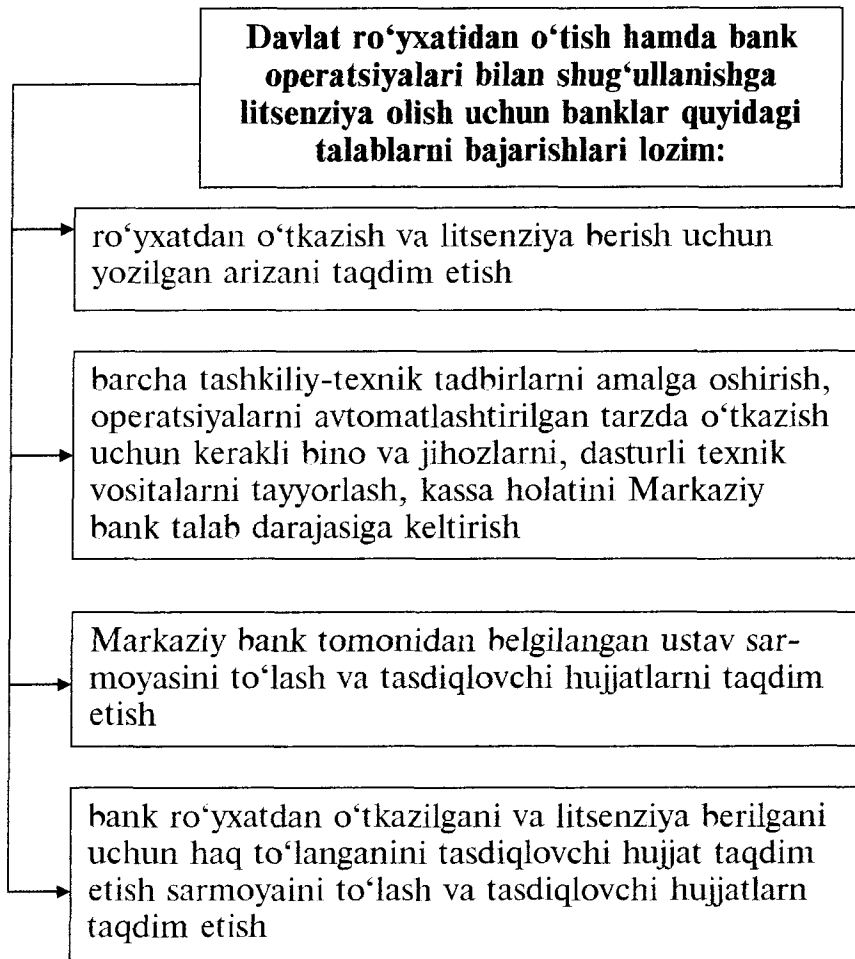 Davlat ro‘yxatidan o‘tish hamda bank
operatsiyalari bilan shug‘ullanishga
litsenziya olish uchun banklar quyidagi
talablarni bajarishlari lozim:
ro‘yxatdan o‘tkazish va litsenziya berish uchun
yozilgan arizani taqdim etish
barcha tashkiliy-texnik tadbirlarni amalga oshirish,
operatsiyalarni avtomatlashtirilgan tarzda o‘tkazish
uchun kerakli bino va jihozlarni, dasturli texnik
vositalarni tayyorlash, kassa holatini Markaziy
bank talab darajasiga keltirish
Markaziy bank tomonidan belgilangan ustav sar-
moyasini to‘lash va tasdiqlovchi hujjatlarni taqdim
etish
bank ro‘yxatdan o‘tkazilgani va litsenziya berilgani
uchun haq to‘langanini tasdiqlovchi hujjat taqdim
etish sarmoyaini to‘lash va tasdiqlovchi hujjatlarn
taqdim etish